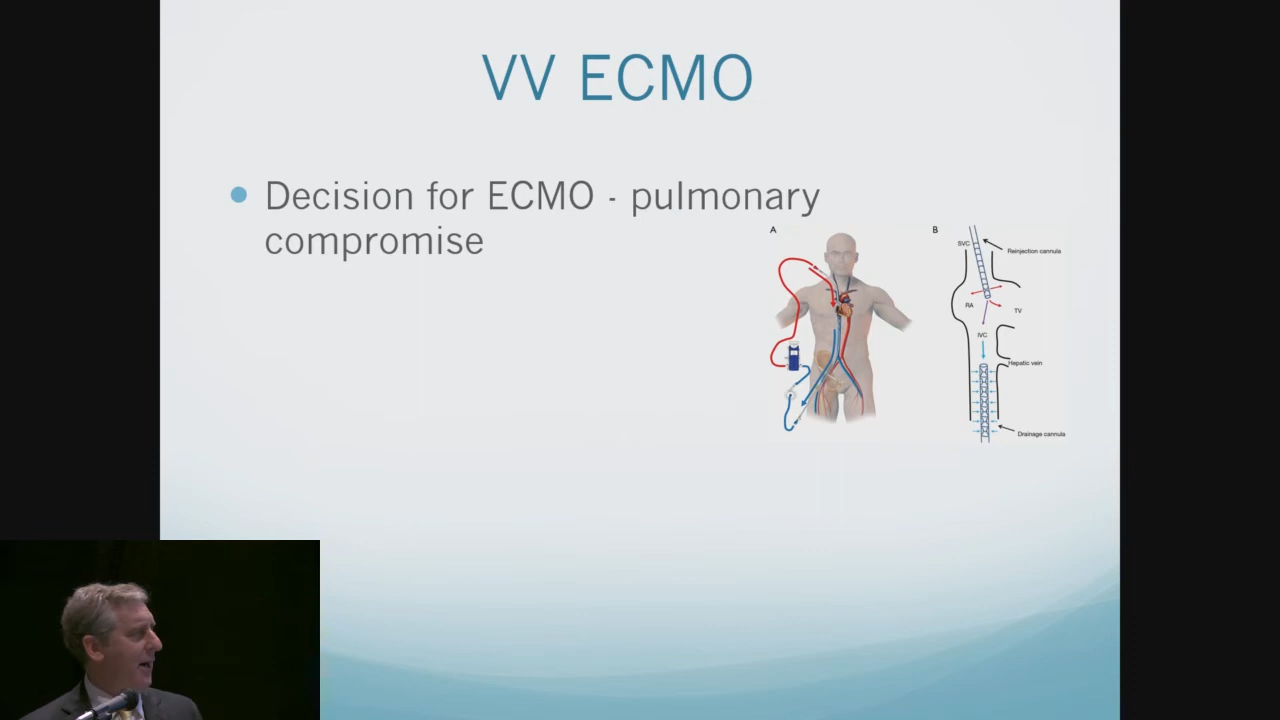 VV ECMO
Decision for ECMO - pulmonary
compromise
A
B
SVC
Reinjection cannula
RA
TV
IVC
Hepatic vein
Drainage cannula